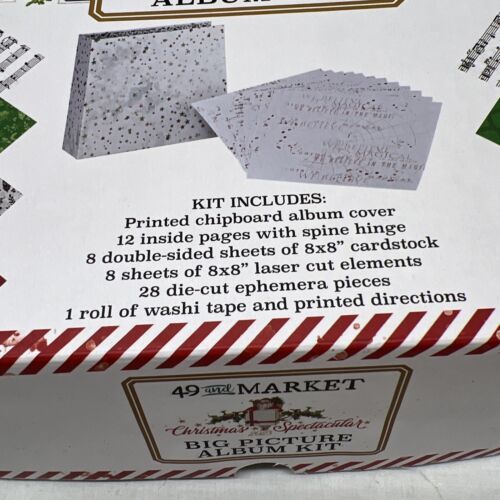 ALBUM
KIT INCLUDES:
Printed chipboard album cover
12 inside pages with spine hinge
8 double-sided sheets of 8x8" cardstock
8 sheets of 8x8" laser cut elements
28 die-cut ephemera pieces
1 roll of washi tape and printed directions
49 and MARKET
Christmas Spectacular
BIG PICTURE
ALBUM KIT